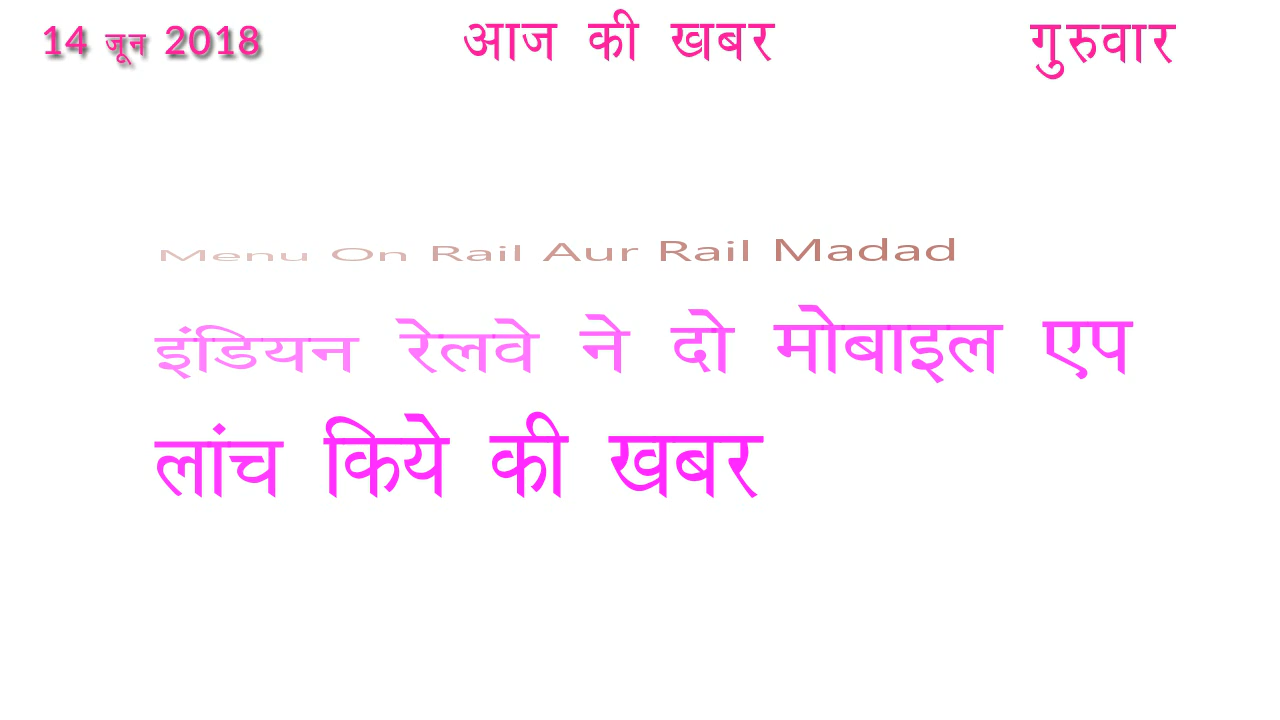 14 जून 2018 आज की खबर गुरुवार
Menu On Rail Aur Rail Madad
इंडियन रेलवे ने दो मोबाइल एप
लांच किये की खबर